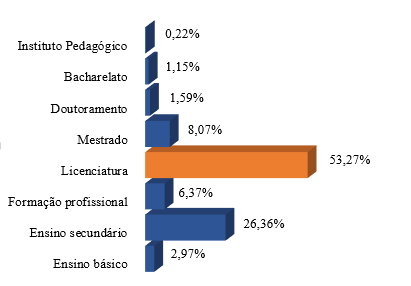 Instituto Pedagógico 0,22%
Bacharelato 1,15%
Doutoramento 1,59%
Mestrado 8,07%
Licenciatura 53,27%
Formação profissional 6,37%
Ensino secundário 26,36%
Ensino básico 2,97%